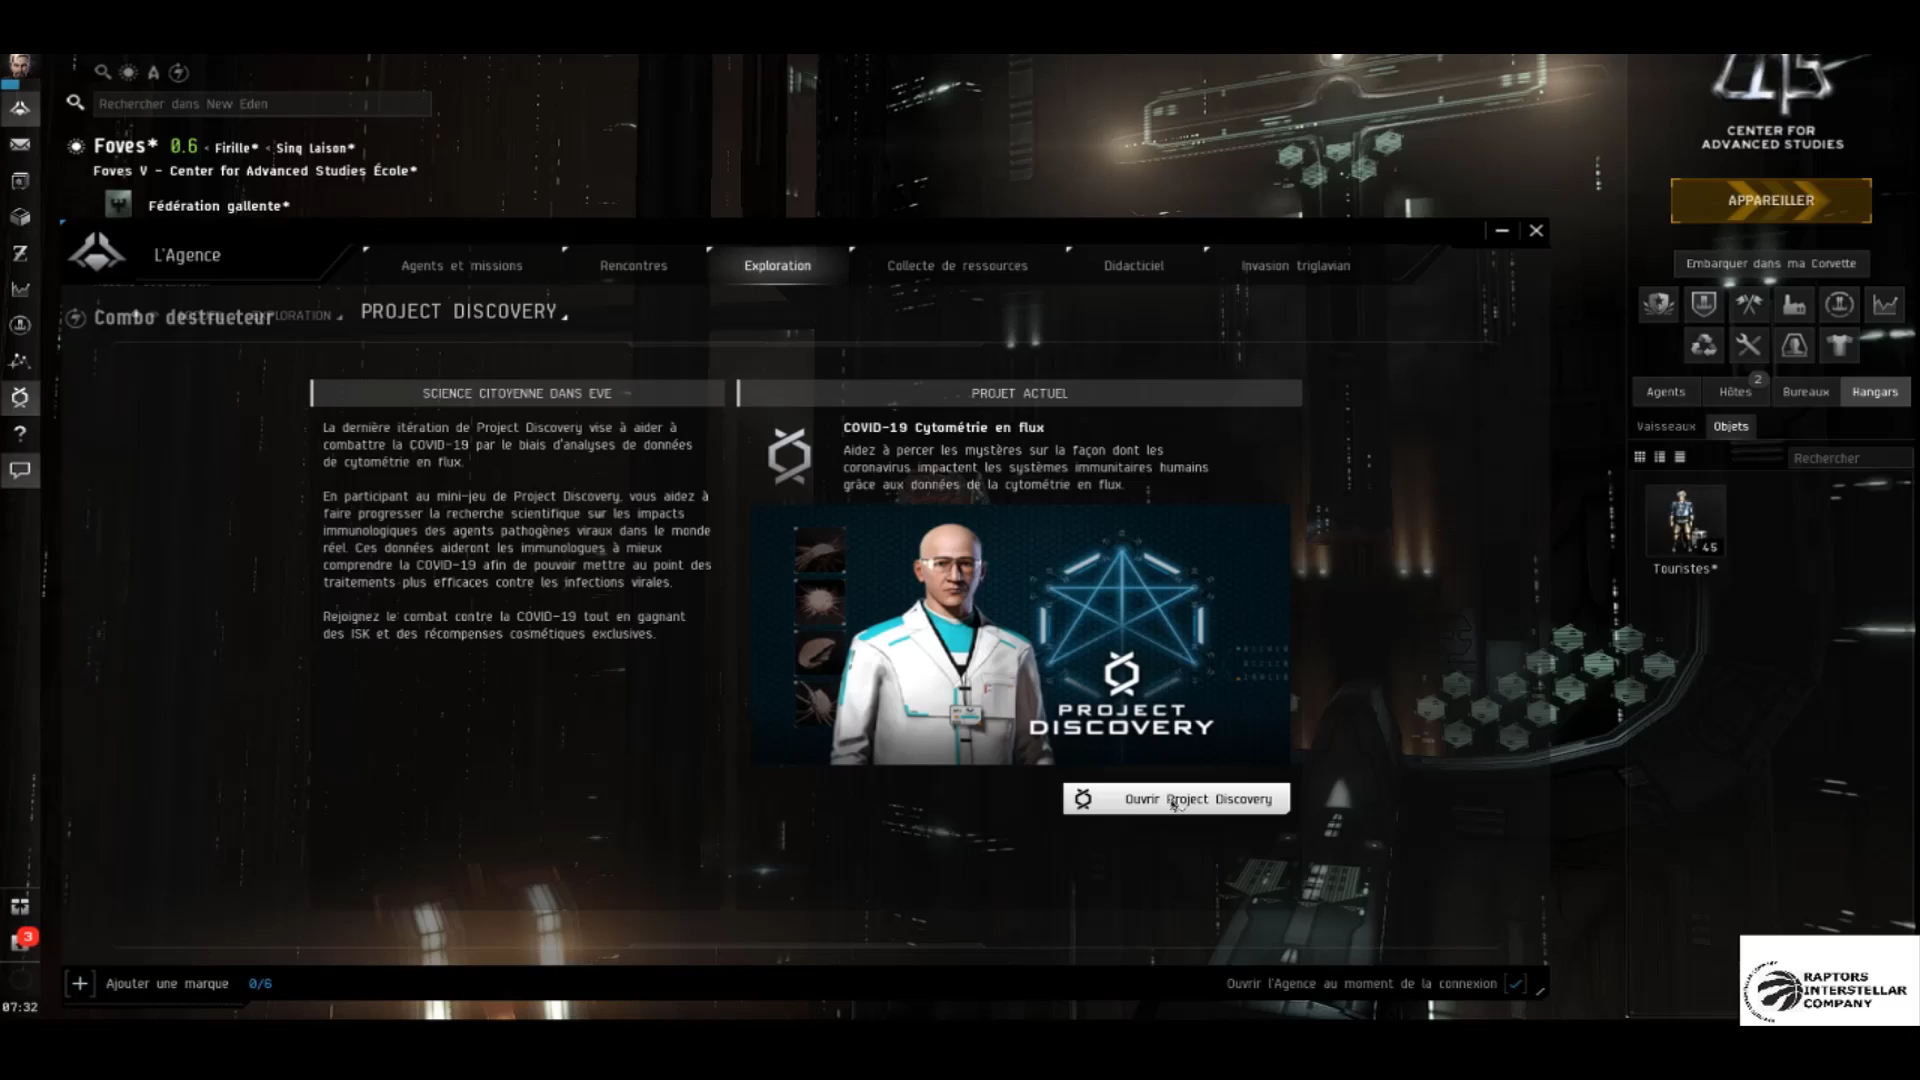 Rechercher dans New Eden
Foves* 0.6 < Firille* < Sinq Laison*
Foves V - Center for Advanced Studies École*
Fédération gallente*
L'Agence
Agents et missions
Rencontres
Exploration
Collecte de ressources
Didacticiel
Invasion triglavian
Combo destructeur
PROJECT DISCOVERY
SCIENCE CITOYENNE DANS EVE
La dernière itération de Project Discovery vise à aider à
combattre la COVID-19 par le biais d'analyses de données
de cytométrie en flux.
En participant au mini-jeu de Project Discovery, vous aidez à
faire progresser la recherche scientifique sur les impacts
immunologiques des agents pathogènes viraux dans le monde
réel. Ces données aideront les immunologues à mieux
comprendre la COVID-19 afin de pouvoir mettre au point des
traitements plus efficaces contre les infections virales.
Rejoignez le combat contre la COVID-19 tout en gagnant
des ISK et des récompenses cosmétiques exclusives.
PROJET ACTUEL
COVID-19 Cytométrie en flux
Aidez à percer les mystères sur la façon dont les
coronavirus impactent les systèmes immunitaires humains
grâce aux données de la cytométrie en flux.
PROJECT
DISCOVERY
Ouvrir Project Discovery
Ajouter une marque 0/6
Ouvrir l'Agence au moment de la connexion
3
07:32
CENTER FOR
ADVANCED STUDIES
APPAREILLER
Embarquer dans ma Corvette
2
Agents
Hôtes
Bureaux
Hangars
Vaisseaux
Objets
Rechercher
45
Touristes*
RAPTORS
INTERSTELLAR
COMPANY